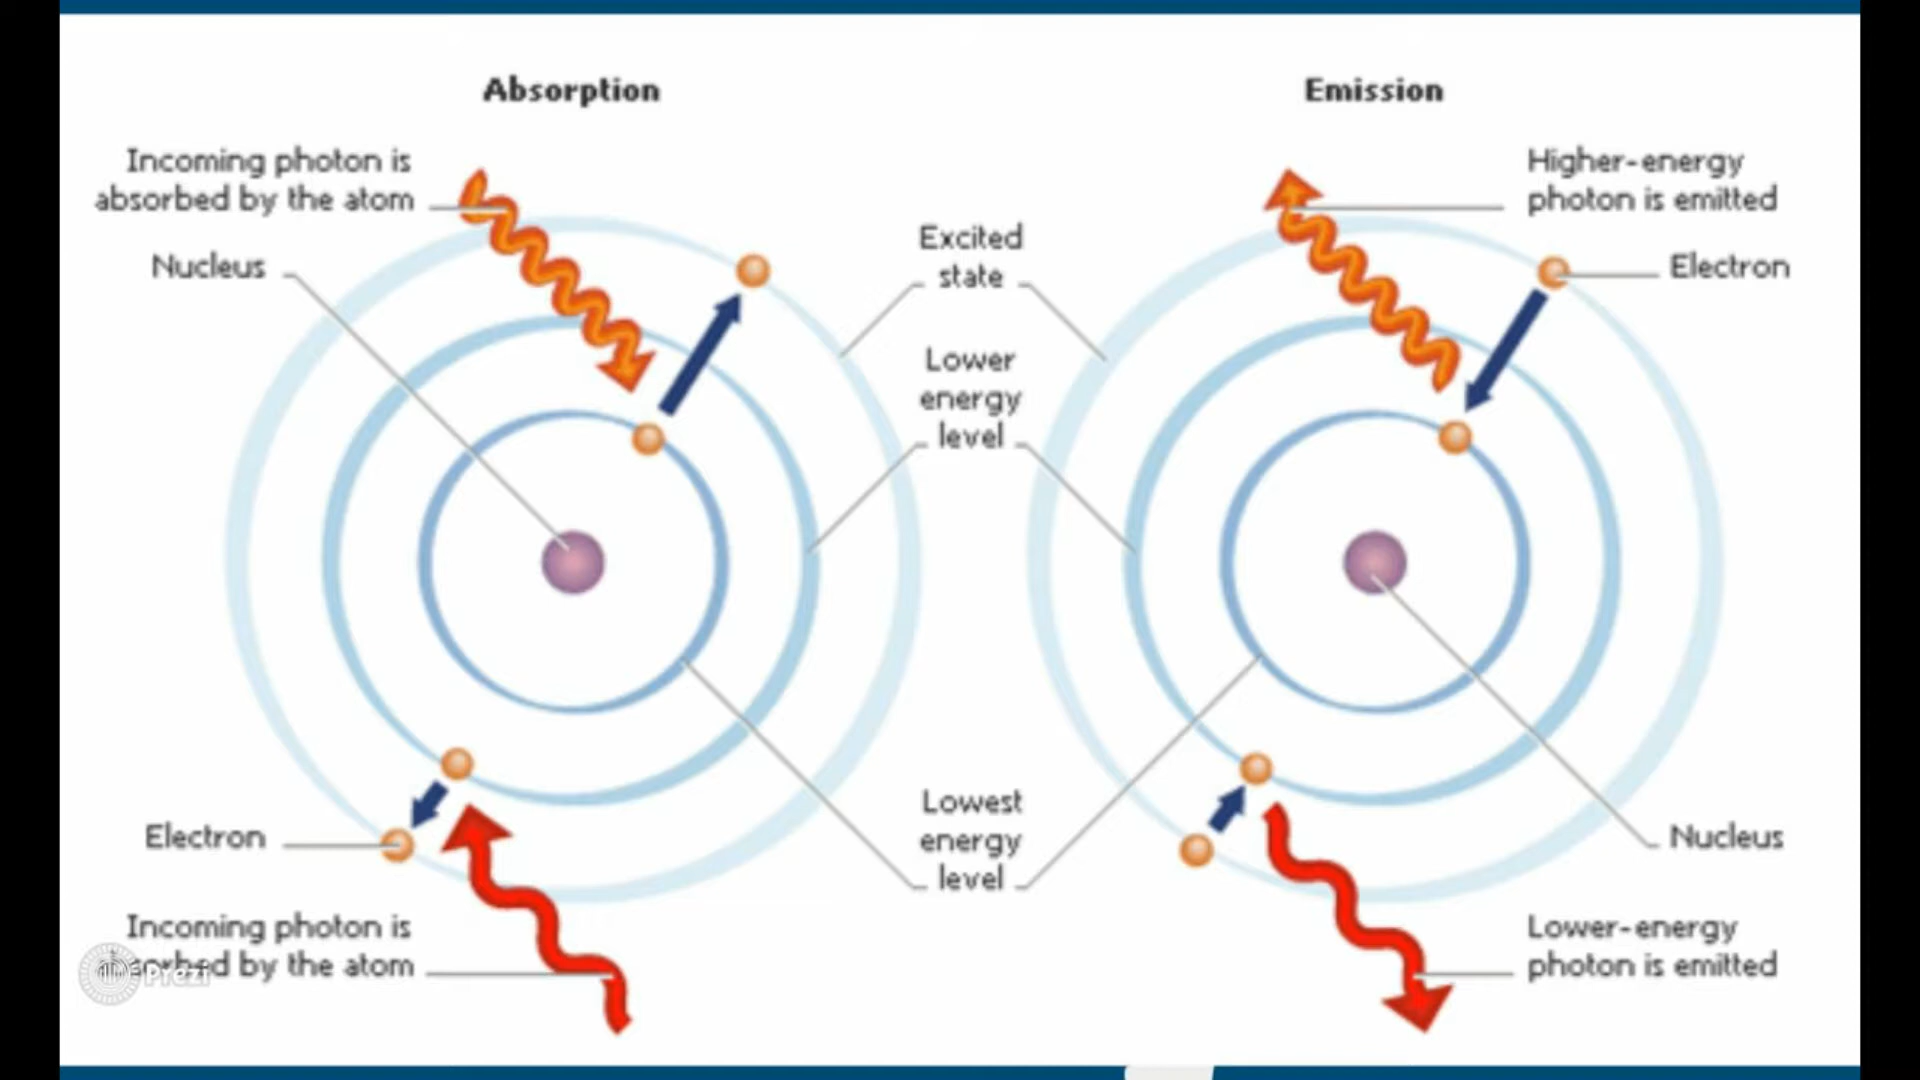 Absorption
Incoming photon is
absorbed by the atom
Nucleus
Electron
Incoming photon is
by the atom
Prezi
Excited
state
Lower
energy
level
Lowest
energy
level
Emission
Higher-energy
photon is emitted
Electron
Nucleus
Lower-energy
photon is emitted